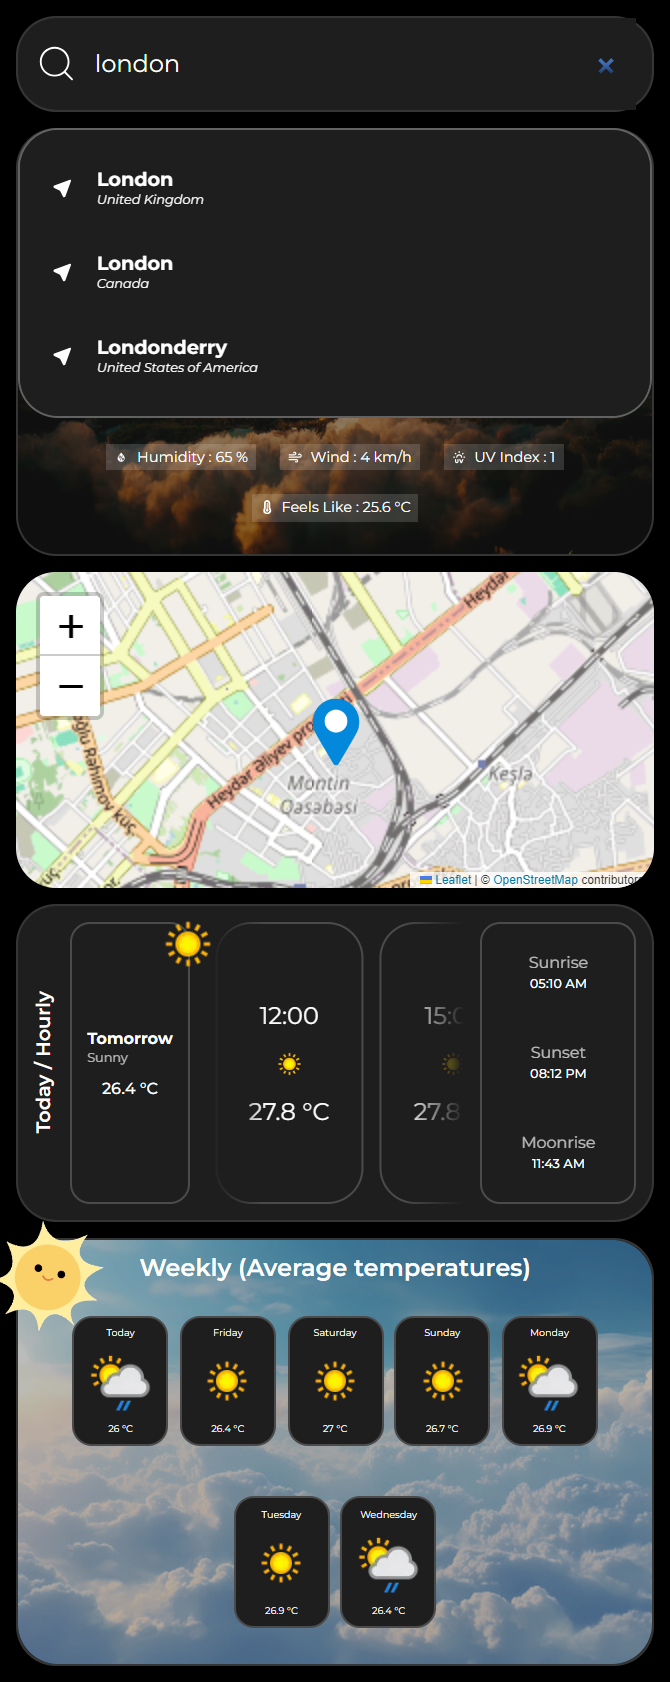 london
London
United Kingdom
London
Canada
Londonderry
United States of America
Humidity : 65 %
Wind : 4 km/h
UV Index : 1
Feels Like : 25.6 °C
+
−
Heydar
Heydar Əliyev pro
oğlu Rəhimov küç.
Montin
Qəsəbəsi
Keşlə
Leaflet | © OpenStreetMap contributors
Today / Hourly
Tomorrow
Sunny
26.4 °C
12:00
27.8 °C
15:0
27.8
Sunrise
05:10 AM
Sunset
08:12 PM
Moonrise
11:43 AM
Weekly (Average temperatures)
Today
26 °C
Friday
26.4 °C
Saturday
27 °C
Sunday
26.7 °C
Monday
26.9 °C
Tuesday
26.9 °C
Wednesday
26.4 °C